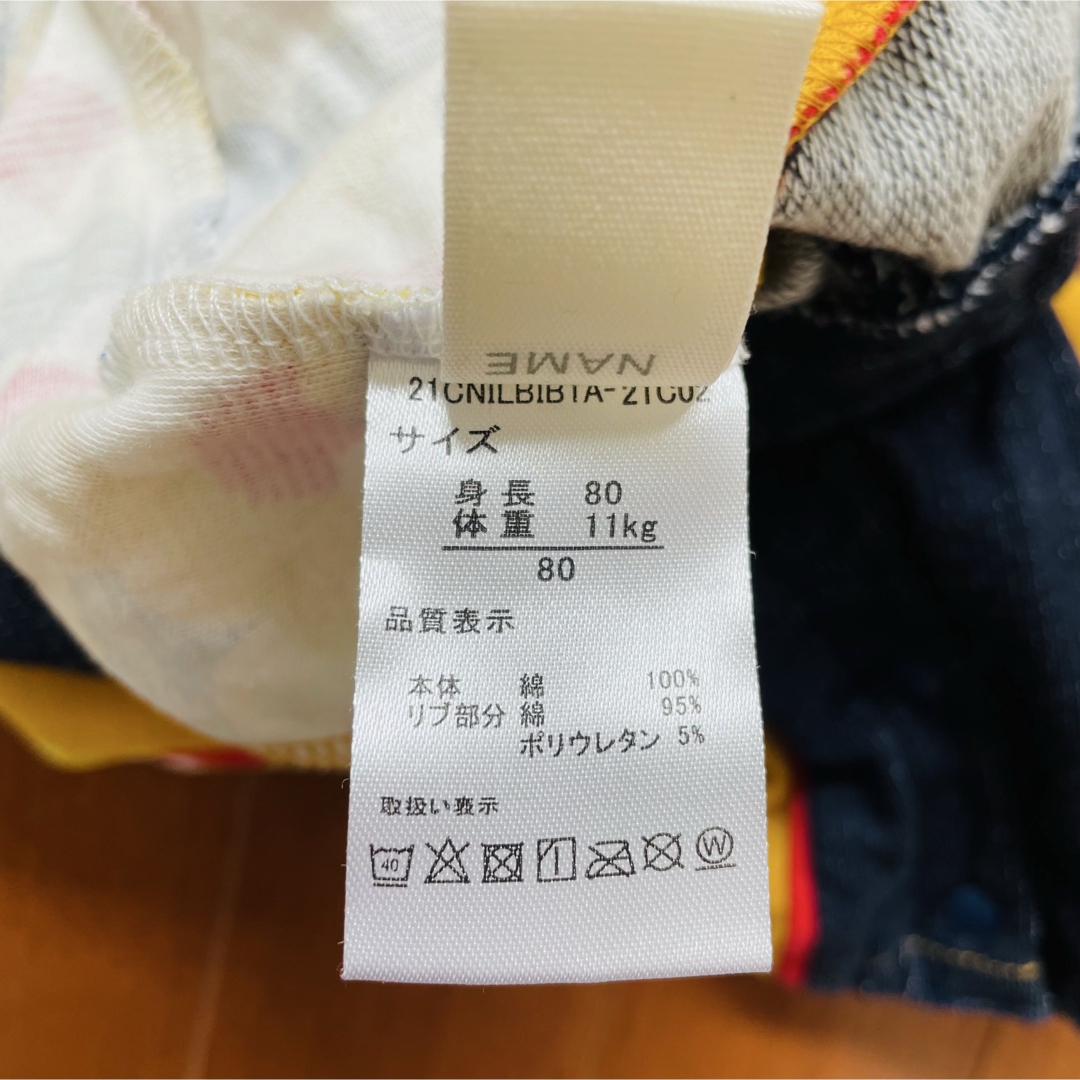 NAME
21CNILBIB1A-21C02
サイズ
身長 80
体重 11kg
80
品質表示
本体 綿 100%
リブ部分 綿 95%
ポリウレタン 5%
取扱い表示
40 W